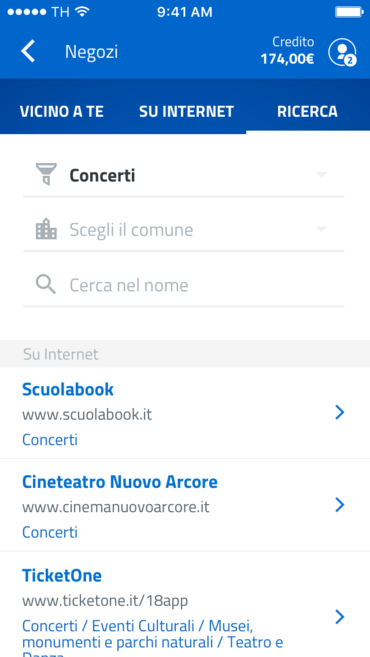 TH 9:41 AM
Negozi
Credito
174,00€
2
VICINO A TE SU INTERNET RICERCA
Concerti
Scegli il comune
Cerca nel nome
Su Internet
Scuolabook
www.scuolabook.it
Concerti
Cineteatro Nuovo Arcore
www.cinemanuovoarcore.it
Concerti
TicketOne
www.ticketone.it/18app
Concerti / Eventi Culturali / Musei,
monumenti e parchi naturali / Teatro e
Danza